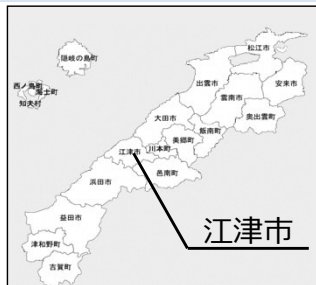 松江市
隠岐の島町
出雲市
安来市
西ノ島町
海士町
雲南市
知夫村
大田市
奥出雲町
飯南町
美郷町
江津市
川本町
邑南町
浜田市
益田市
江津市
津和野町
吉賀町